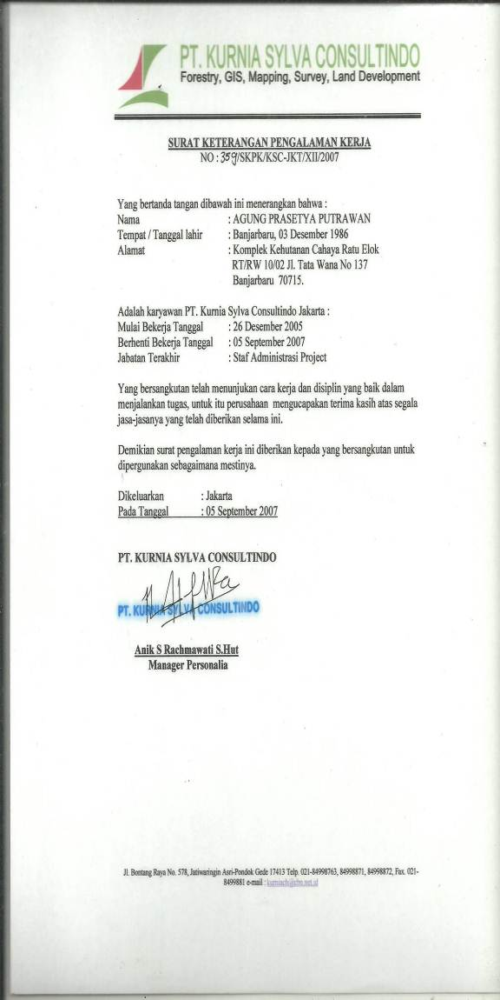 PT. KURNIA SYLVA CONSULTINDO
Forestry, GIS, Mapping, Survey, Land Development
SURAT KETERANGAN PENGALAMAN KERJA
NO : 359/SKPK/KSC-JKT/XII/2007
Yang bertanda tangan dibawah ini menerangkan bahwa :
Nama : AGUNG PRASETYA PUTRAWAN
Tempat / Tanggal lahir : Banjarbaru, 03 Desember 1986
Alamat : Komplek Kehutanan Cahaya Ratu Elok
RT/RW 10/02 Jl. Tata Wana No 137
Banjarbaru 70715.
Adalah karyawan PT. Kurnia Sylva Consultindo Jakarta :
Mulai Bekerja Tanggal : 26 Desember 2005
Berhenti Bekerja Tanggal : 05 September 2007
Jabatan Terakhir : Staf Administrasi Project
Yang bersangkutan telah menunjukan cara kerja dan disiplin yang baik dalam
menjalankan tugas, untuk itu perusahaan mengucapakan terima kasih atas segala
jasa-jasanya yang telah diberikan selama ini.
Demikian surat pengalaman kerja ini diberikan kepada yang bersangkutan untuk
dipergunakan sebagaimana mestinya.
Dikeluarkan : Jakarta
Pada Tanggal : 05 September 2007
PT. KURNIA SYLVA CONSULTINDO
PT. KURNIA SYLVA CONSULTINDO
Anik S Rachmawati S.Hut
Manager Personalia
Jl. Bontang Raya No. 578, Jatiwaringin Asri-Pondok Gede 17413 Telp. 021-84998763, 84998871, 84998872, Fax. 021-
8499881 e-mail :